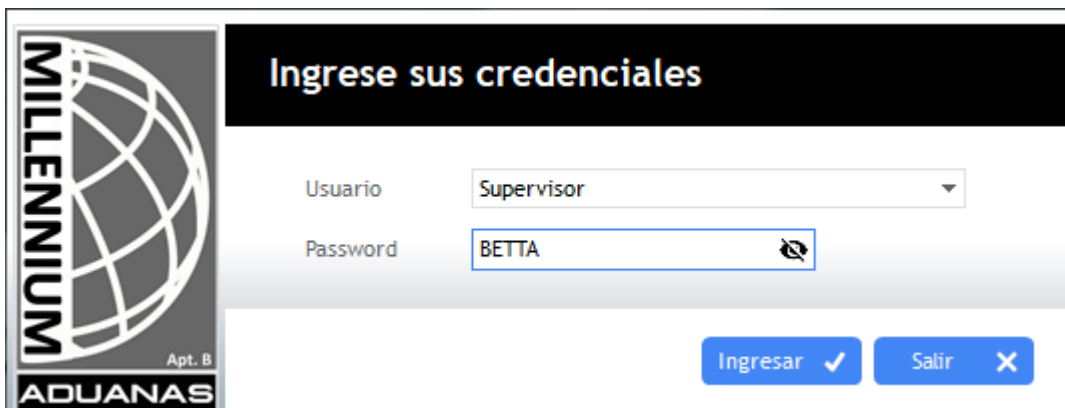 MILLENNIUM
Apt. B
ADUANAS
Ingrese sus credenciales
Usuario Supervisor
Password BETTA
Ingresar Salir